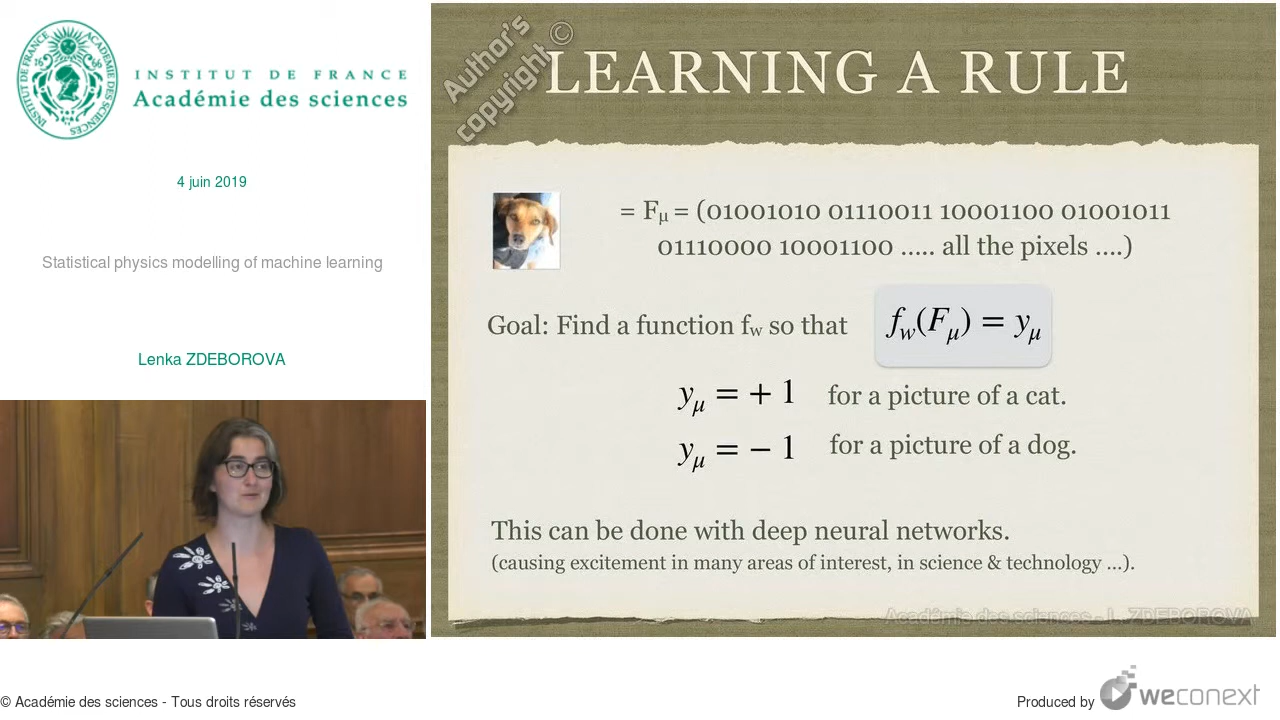 INSTITUT DE FRANCE
Académie des sciences
4 juin 2019
Statistical physics modelling of machine learning
Lenka ZDEBOROVA
Author's ©
copyright
LEARNING A RULE
= Fμ = (01001010 01110011 10001100 01001011
01110000 10001100 ..... all the pixels ....)
Goal: Find a function fw so that fw(Fμ) = yμ
yμ = + 1 for a picture of a cat.
yμ = − 1 for a picture of a dog.
This can be done with deep neural networks.
(causing excitement in many areas of interest, in science & technology ...).
Académie des sciences - L. ZDEBOROVA
© Académie des sciences - Tous droits réservés
Produced by weconext